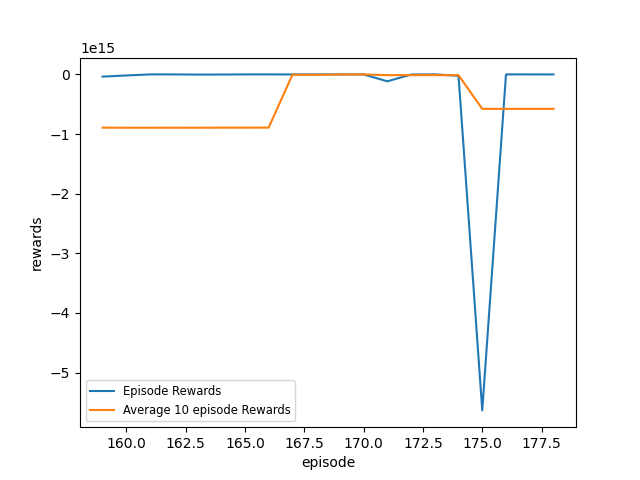 1e15
0
−1
−2
−3
−4
−5
rewards
Episode Rewards
Average 10 episode Rewards
160.0 162.5 165.0 167.5 170.0 172.5 175.0 177.5
episode